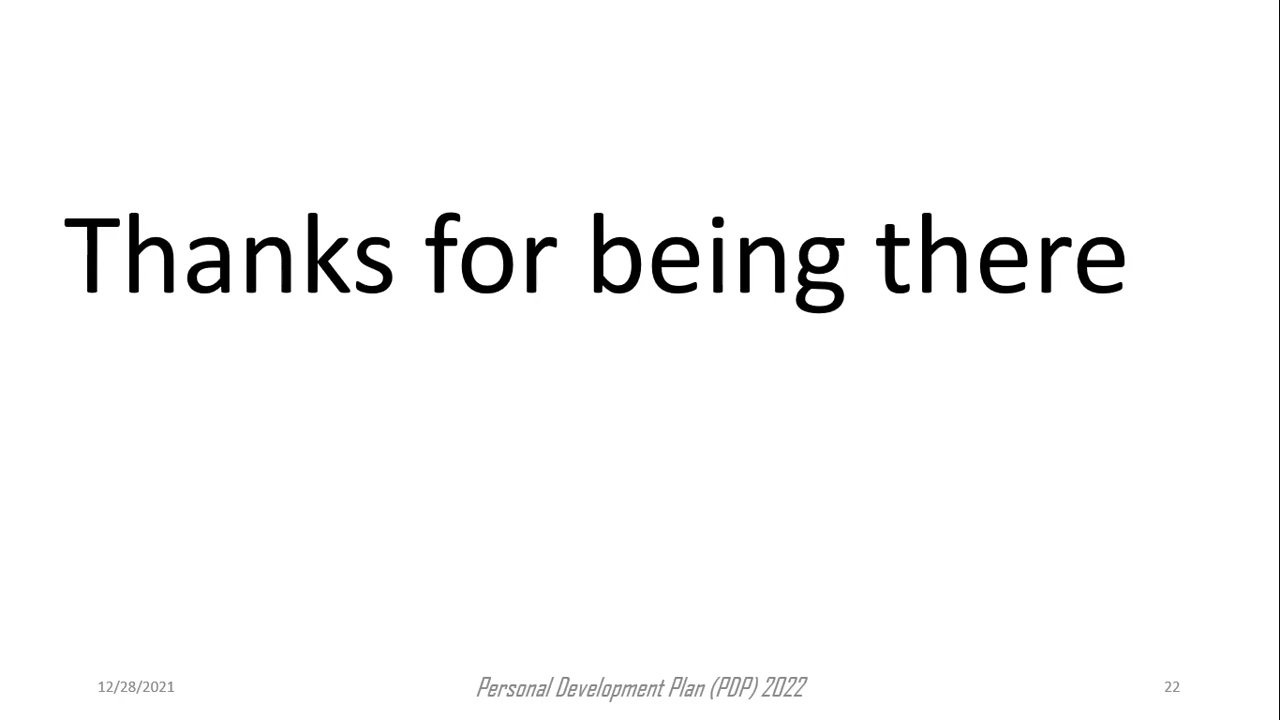 Thanks for being there
12/28/2021
Personal Development Plan (PDP) 2022
22